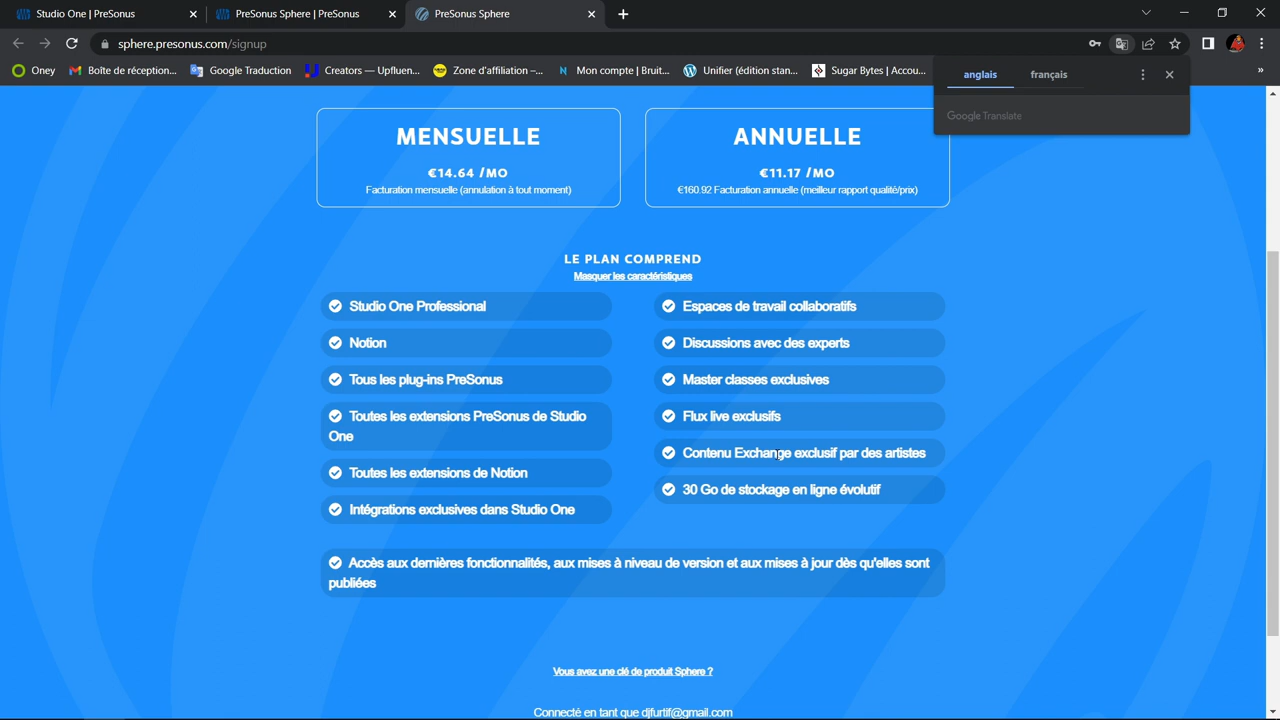 Studio One | PreSonus
PreSonus Sphere | PreSonus
PreSonus Sphere
sphere.presonus.com/signup
Oney
Boîte de réception...
Google Traduction
Creators — Upfluen...
Zone d'affiliation –...
Mon compte | Bruit...
Unifier (édition stan...
Sugar Bytes | Accou...
»
anglais
français
Google Translate
MENSUELLE
€14.64 /MO
Facturation mensuelle (annulation à tout moment)
ANNUELLE
€11.17 /MO
€160.92 Facturation annuelle (meilleur rapport qualité/prix)
LE PLAN COMPREND
Masquer les caractéristiques
Studio One Professional
Notion
Tous les plug-ins PreSonus
Toutes les extensions PreSonus de Studio
One
Toutes les extensions de Notion
Intégrations exclusives dans Studio One
Espaces de travail collaboratifs
Discussions avec des experts
Master classes exclusives
Flux live exclusifs
Contenu Exchange exclusif par des artistes
30 Go de stockage en ligne évolutif
Accès aux dernières fonctionnalités, aux mises à niveau de version et aux mises à jour dès qu'elles sont
publiées
Vous avez une clé de produit Sphere ?
Connecté en tant que djfurtif@gmail.com